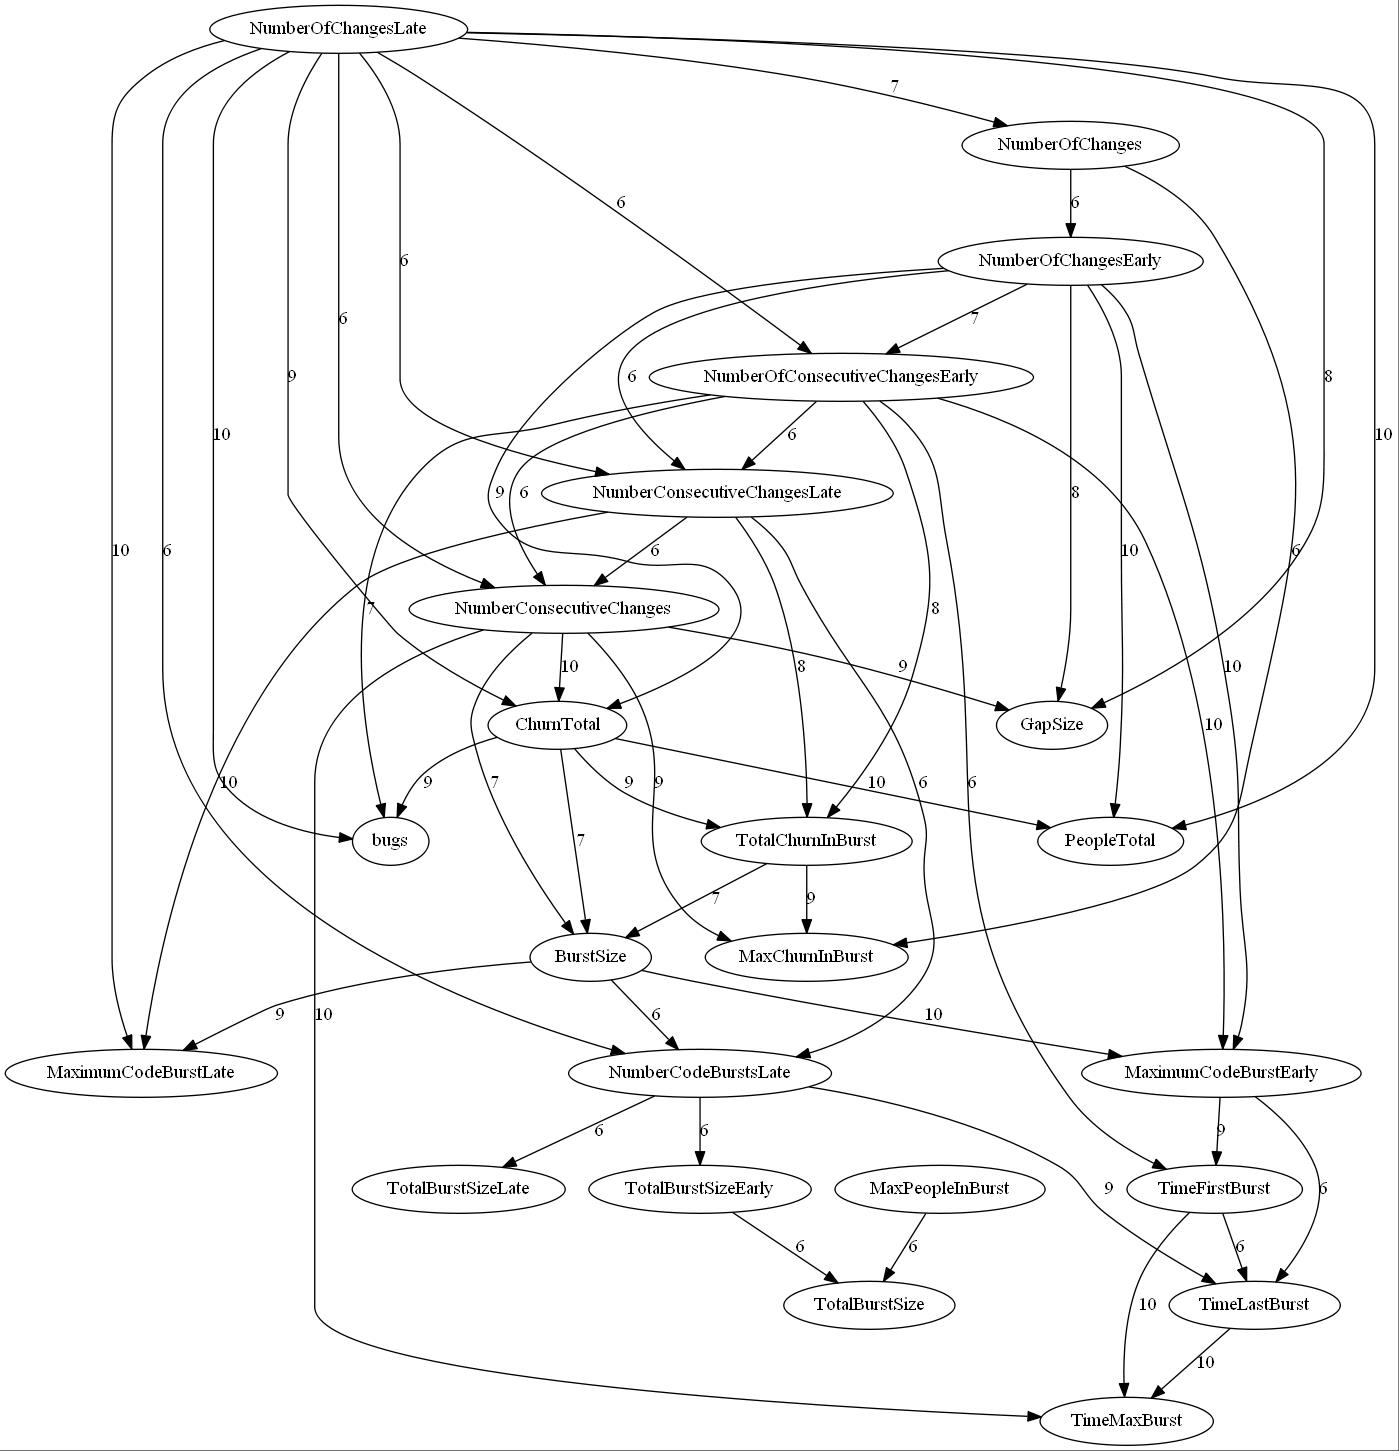 NumberOfChangesLate
7
NumberOfChanges
6
6
NumberOfChangesEarly
6
6
7
9
6
8
NumberOfConsecutiveChangesEarly
10
6
10
9
6
8
NumberConsecutiveChangesLate
10
6
6
10
6
7
NumberConsecutiveChanges
8
10
8
9
10
ChurnTotal
GapSize
10
10
9
7
9
9
10
6
6
bugs
7
TotalChurnInBurst
PeopleTotal
7
9
BurstSize
MaxChurnInBurst
9
10
6
10
MaximumCodeBurstLate
NumberCodeBurstsLate
MaximumCodeBurstEarly
6
6
9
TotalBurstSizeLate
TotalBurstSizeEarly
MaxPeopleInBurst
9
TimeFirstBurst
6
6
6
6
TotalBurstSize
10
TimeLastBurst
10
TimeMaxBurst